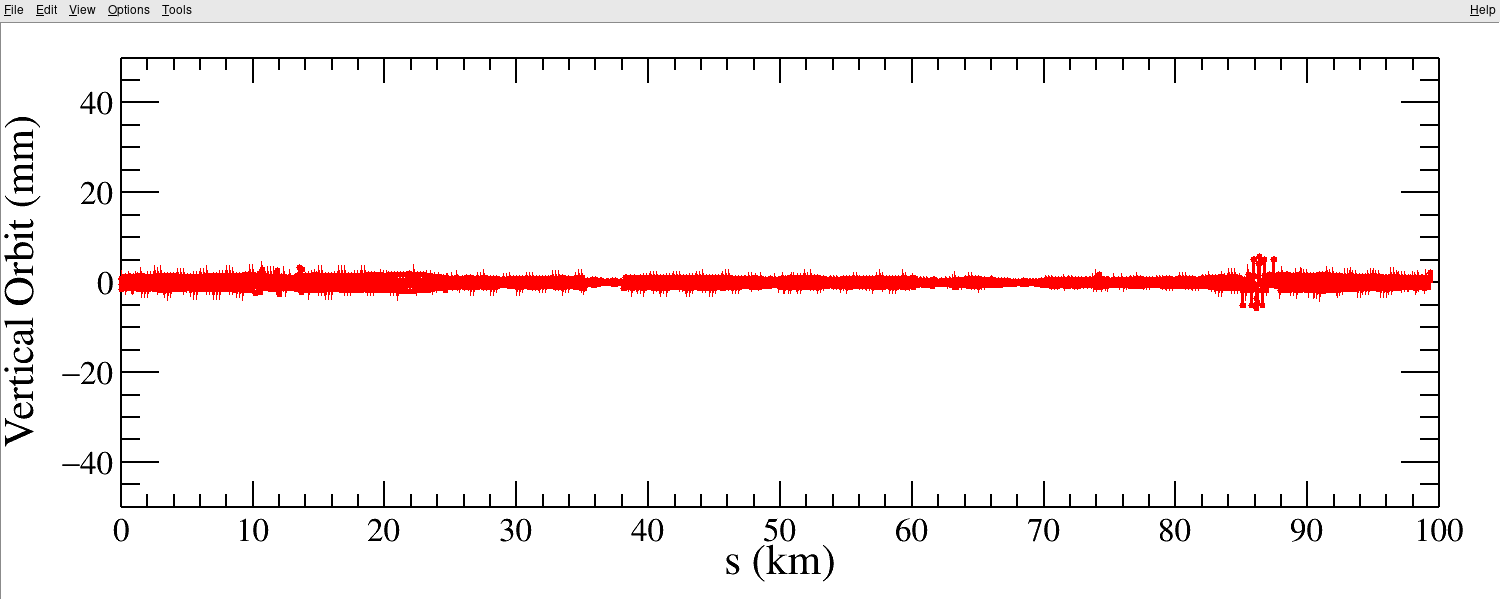 File Edit View Options Tools Help
Vertical Orbit (mm)
40
20
0
−20
−40
0 10 20 30 40 50 60 70 80 90 100
s (km)